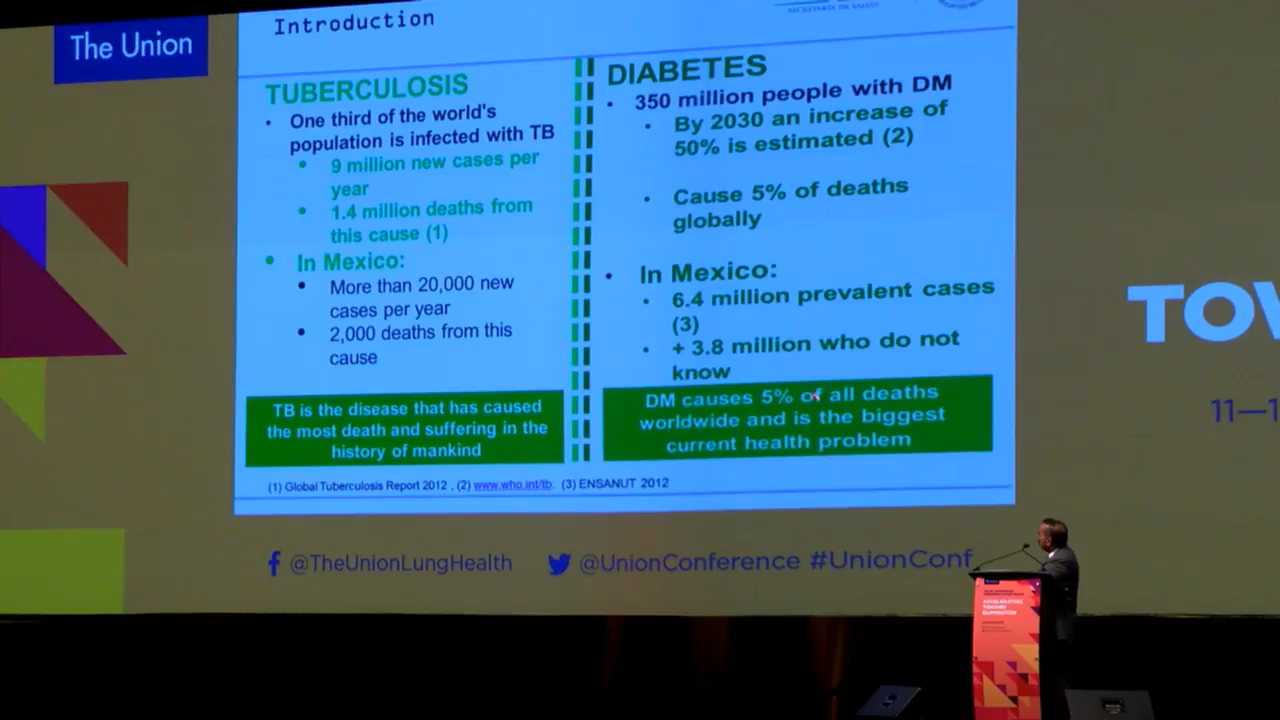 The Union
Introduction
SECRETARÍA DE SALUD
TUBERCULOSIS
• One third of the world's
population is infected with TB
• 9 million new cases per
year
• 1.4 million deaths from
this cause (1)
• In Mexico:
• More than 20,000 new
cases per year
• 2,000 deaths from this
cause
TB is the disease that has caused
the most death and suffering in the
history of mankind
DIABETES
• 350 million people with DM
• By 2030 an increase of
50% is estimated (2)
• Cause 5% of deaths
globally
• In Mexico:
• 6.4 million prevalent cases
(3)
• + 3.8 million who do not
know
DM causes 5% of all deaths
worldwide and is the biggest
current health problem
(1) Global Tuberculosis Report 2012 , (2) www.who.int/tb. (3) ENSANUT 2012
@TheUnionLungHealth
@UnionConference #UnionConf
TOW
11—1
ACCELERATING
TOWARD
ELIMINATION